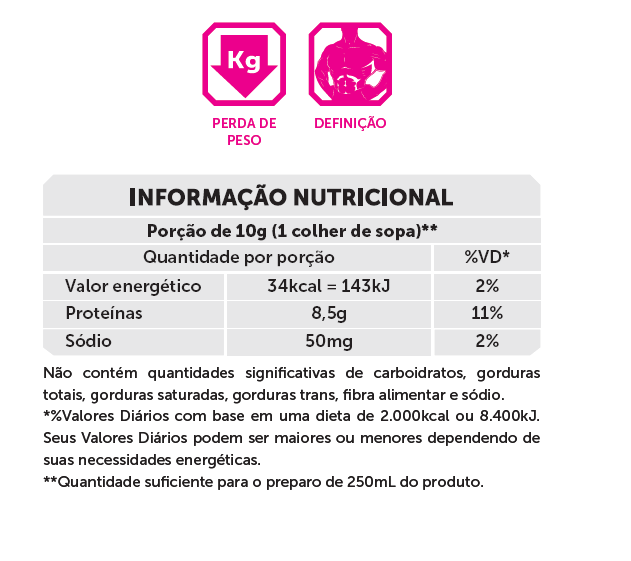 Kg
PERDA DE
PESO
DEFINIÇÃO
INFORMAÇÃO NUTRICIONAL
Porção de 10g (1 colher de sopa)**
Quantidade por porção %VD*
Valor energético 34kcal = 143kJ 2%
Proteínas 8,5g 11%
Sódio 50mg 2%
Não contém quantidades significativas de carboidratos, gorduras
totais, gorduras saturadas, gorduras trans, fibra alimentar e sódio.
*%Valores Diários com base em uma dieta de 2.000kcal ou 8.400kJ.
Seus Valores Diários podem ser maiores ou menores dependendo de
suas necessidades energéticas.
**Quantidade suficiente para o preparo de 250mL do produto.